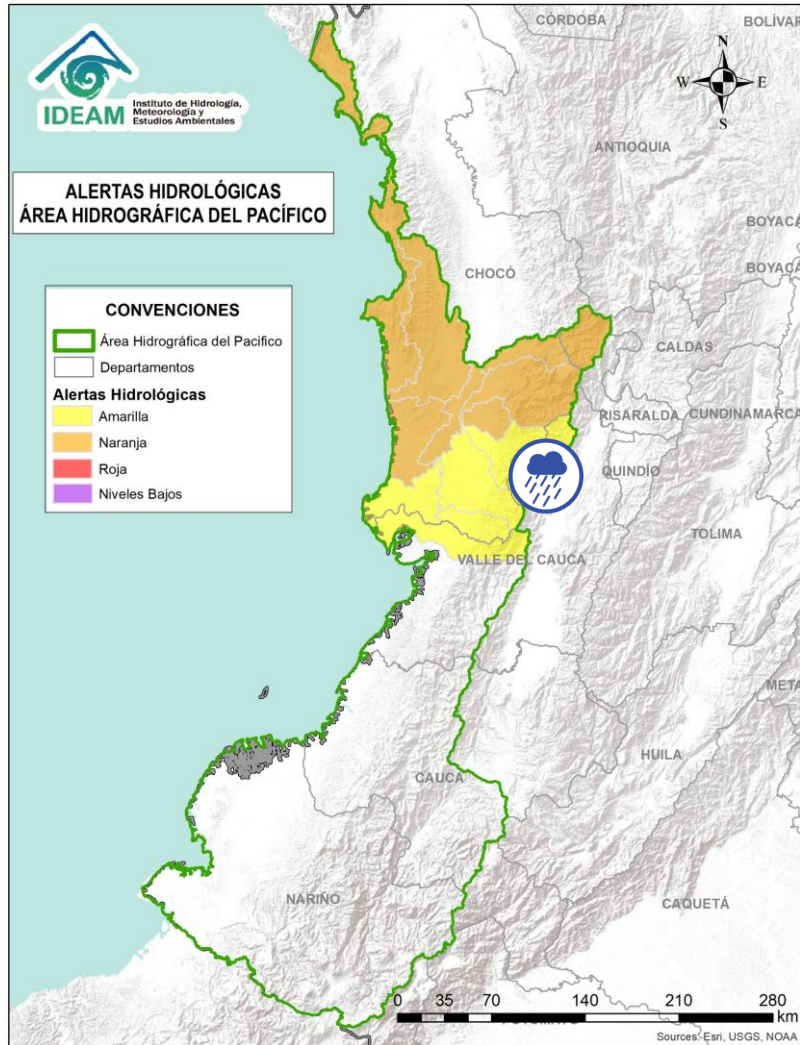 CÓRDOBA
BOLÍVAR
N
W E
S
IDEAM
Instituto de Hidrología,
Meteorología y
Estudios Ambientales
ANTIOQUIA
ALERTAS HIDROLÓGICAS
ÁREA HIDROGRÁFICA DEL PACÍFICO
BOYACÁ
BOYACÁ
CHOCÓ
CONVENCIONES
Área Hidrográfica del Pacifico
Departamentos
Alertas Hidrológicas
Amarilla
Naranja
Roja
Niveles Bajos
CALDAS
RISARALDA
CUNDINAMARCA
QUINDÍO
TOLIMA
VALLE DEL CAUCA
META
HUILA
CAUCA
NARIÑO
CAQUETÁ
0 35 70 140 210 280
km
Sources: Esri, USGS, NOAA